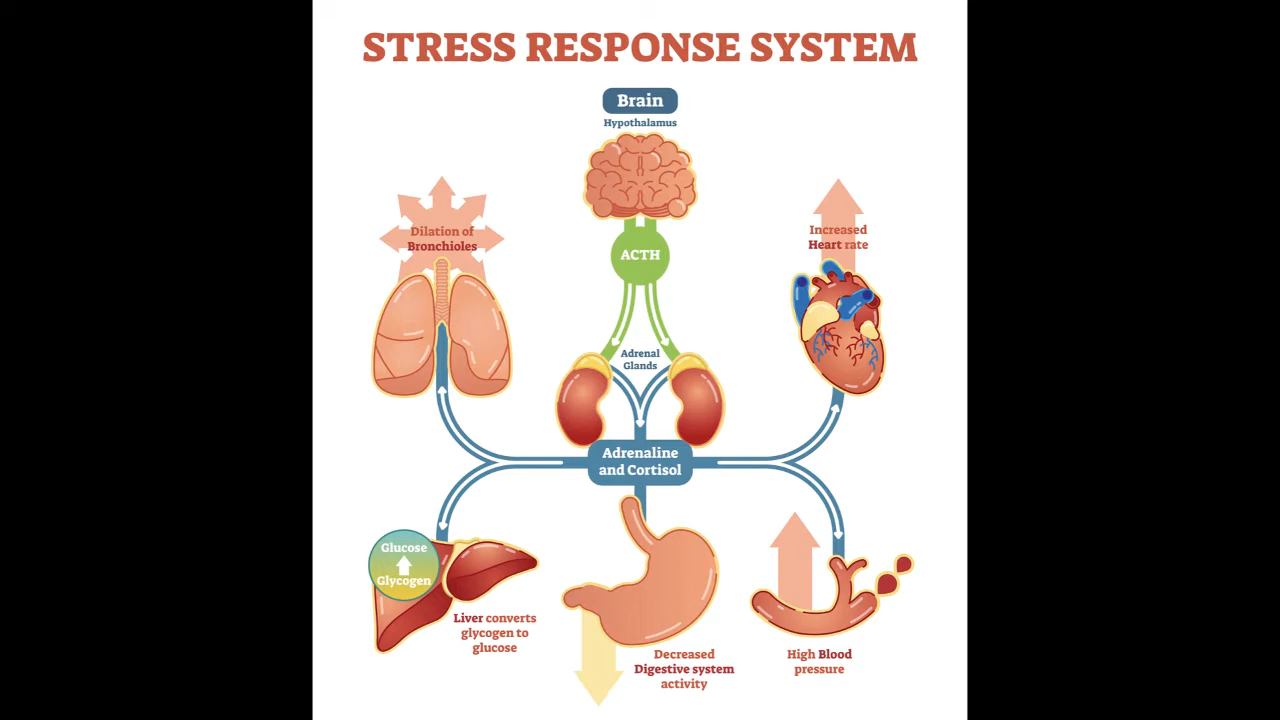 STRESS RESPONSE SYSTEM
Brain
Hypothalamus
Dilation of
Bronchioles
ACTH
Increased
Heart rate
Adrenal
Glands
Adrenaline
and Cortisol
Glucose
Glycogen
Liver converts
glycogen to
glucose
Decreased
Digestive system
activity
High Blood
pressure